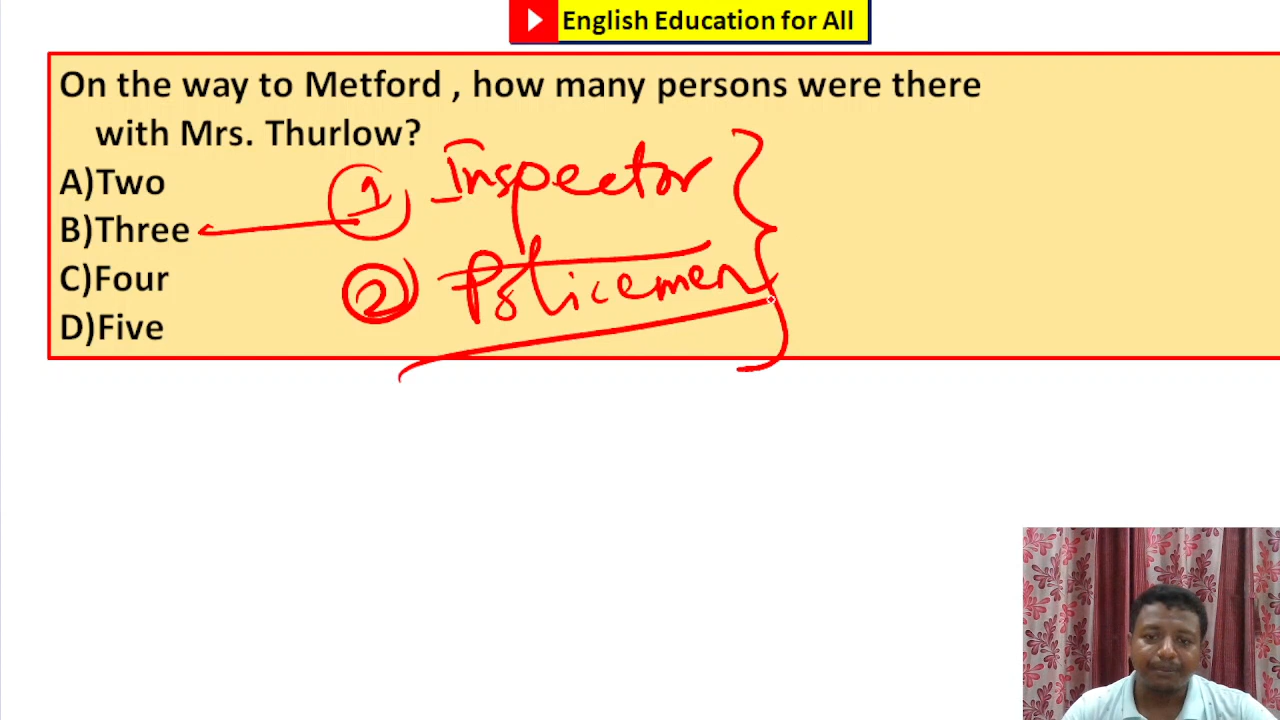 English Education for All
On the way to Metford , how many persons were there
with Mrs. Thurlow?
A)Two
B)Three
C)Four
D)Five
1 Inspector
2 Policemen